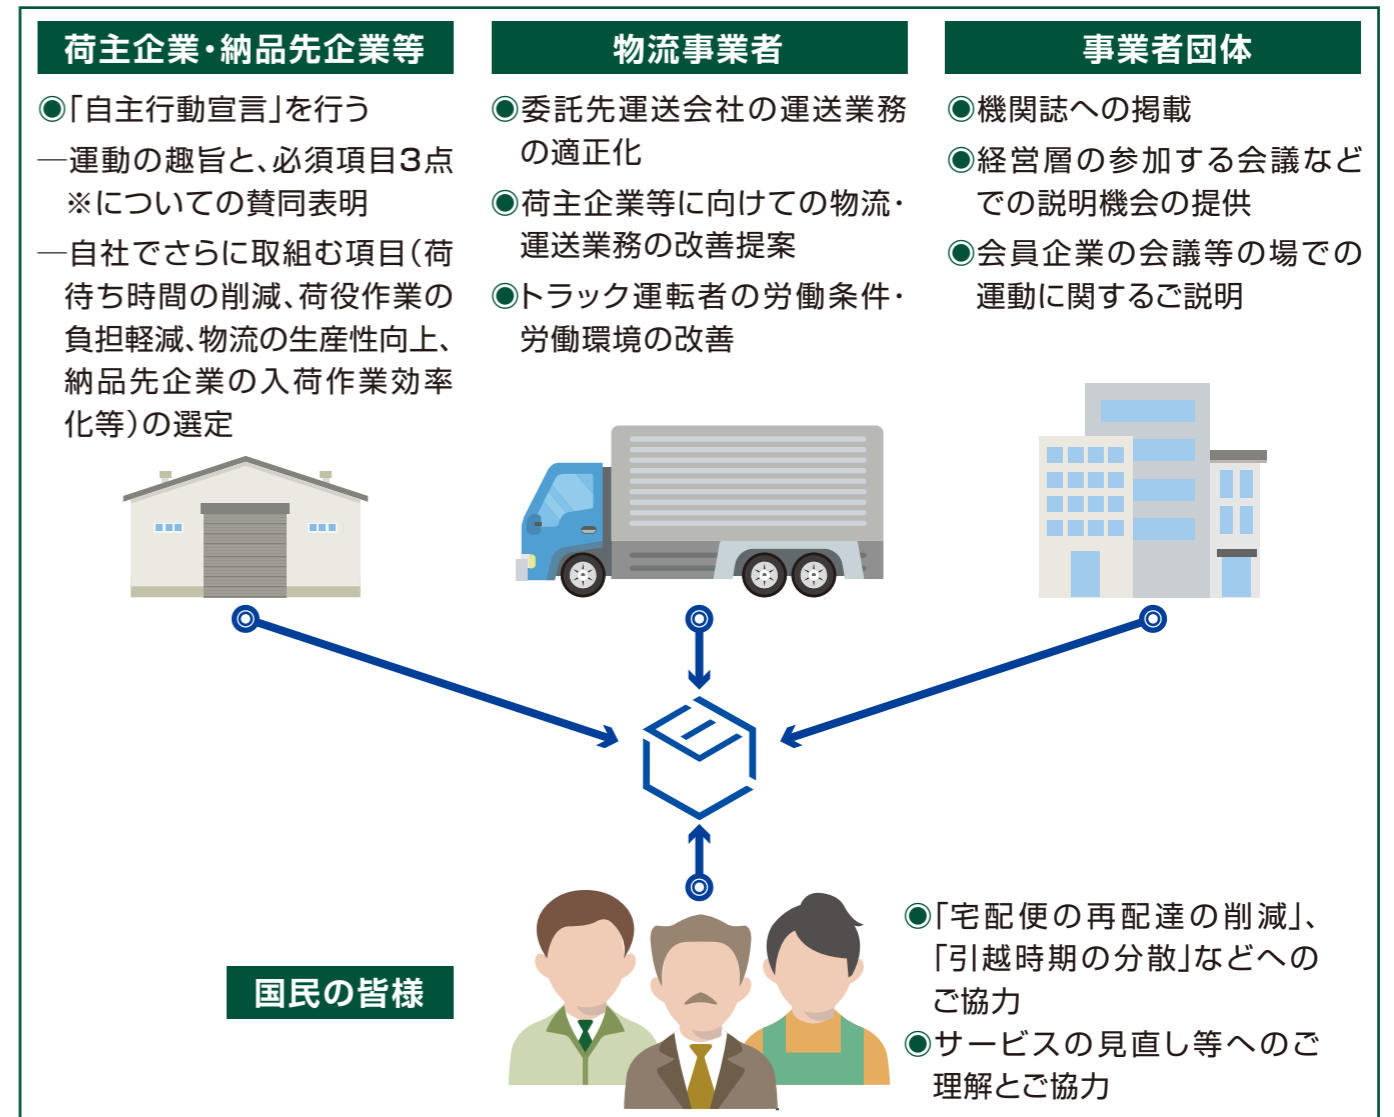 荷主企業・納品先企業等
◉「自主行動宣言」を行う
―運動の趣旨と、必須項目3点
※についての賛同表明
―自社でさらに取組む項目（荷
待ち時間の削減、荷役作業の
負担軽減、物流の生産性向上、
納品先企業の入荷作業効率
化等）の選定
物流事業者
◉委託先運送会社の運送業務
の適正化
◉荷主企業等に向けての物流・
運送業務の改善提案
◉トラック運転者の労働条件・
労働環境の改善
事業者団体
◉機関誌への掲載
◉経営層の参加する会議など
での説明機会の提供
◉会員企業の会議等の場での
運動に関するご説明
国民の皆様
◉「宅配便の再配達の削減」、
「引越時期の分散」などへの
ご協力
◉サービスの見直し等へのご
理解とご協力